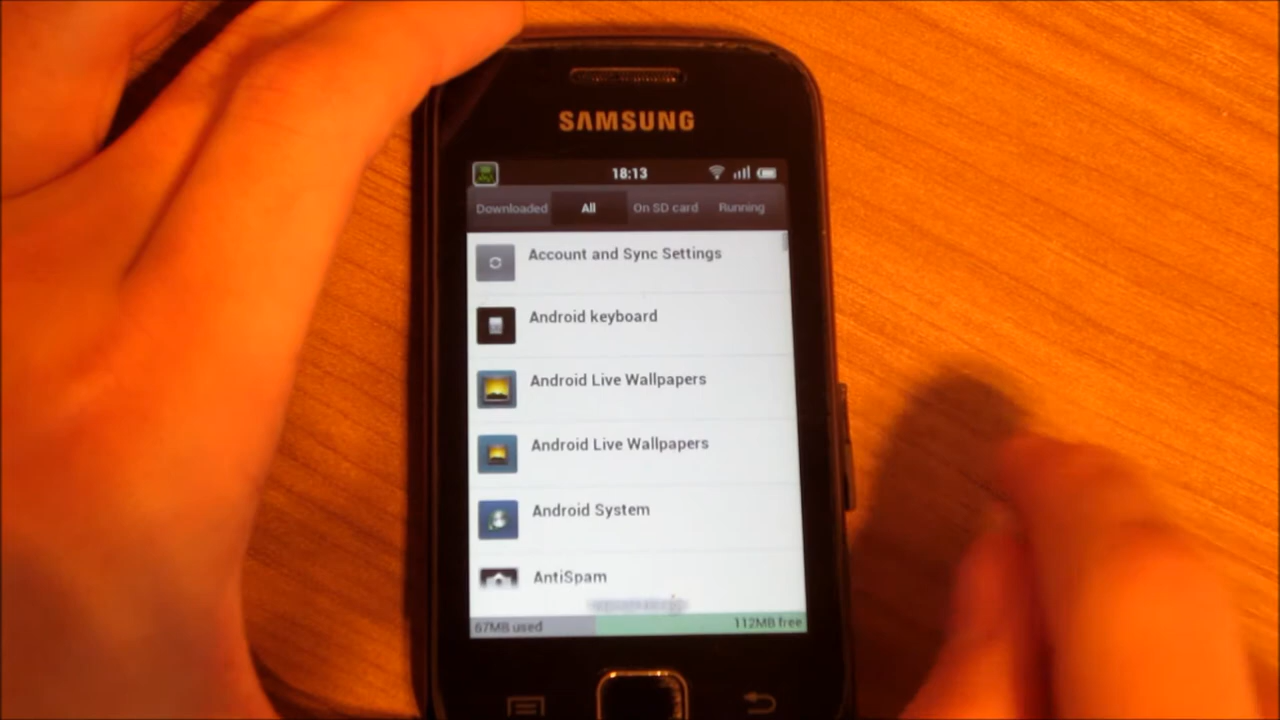 SAMSUNG
18:13
Downloaded All On SD card Running
Account and Sync Settings
Android keyboard
Android Live Wallpapers
Android Live Wallpapers
Android System
AntiSpam
67MB used 112MB free